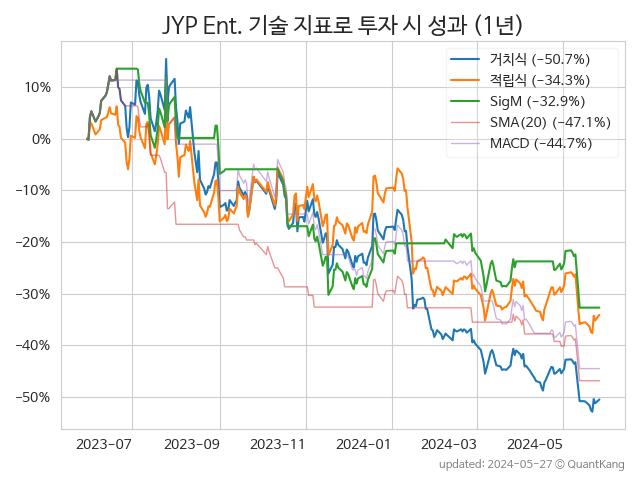 JYP Ent. 기술 지표로 투자 시 성과 (1년)
거치식 (−50.7%)
적립식 (−34.3%)
SigM (−32.9%)
SMA(20) (−47.1%)
MACD (−44.7%)
10%
0%
−10%
−20%
−30%
−40%
−50%
2023−07 2023−09 2023−11 2024−01 2024−03 2024−05
updated: 2024-05-27 © QuantKang